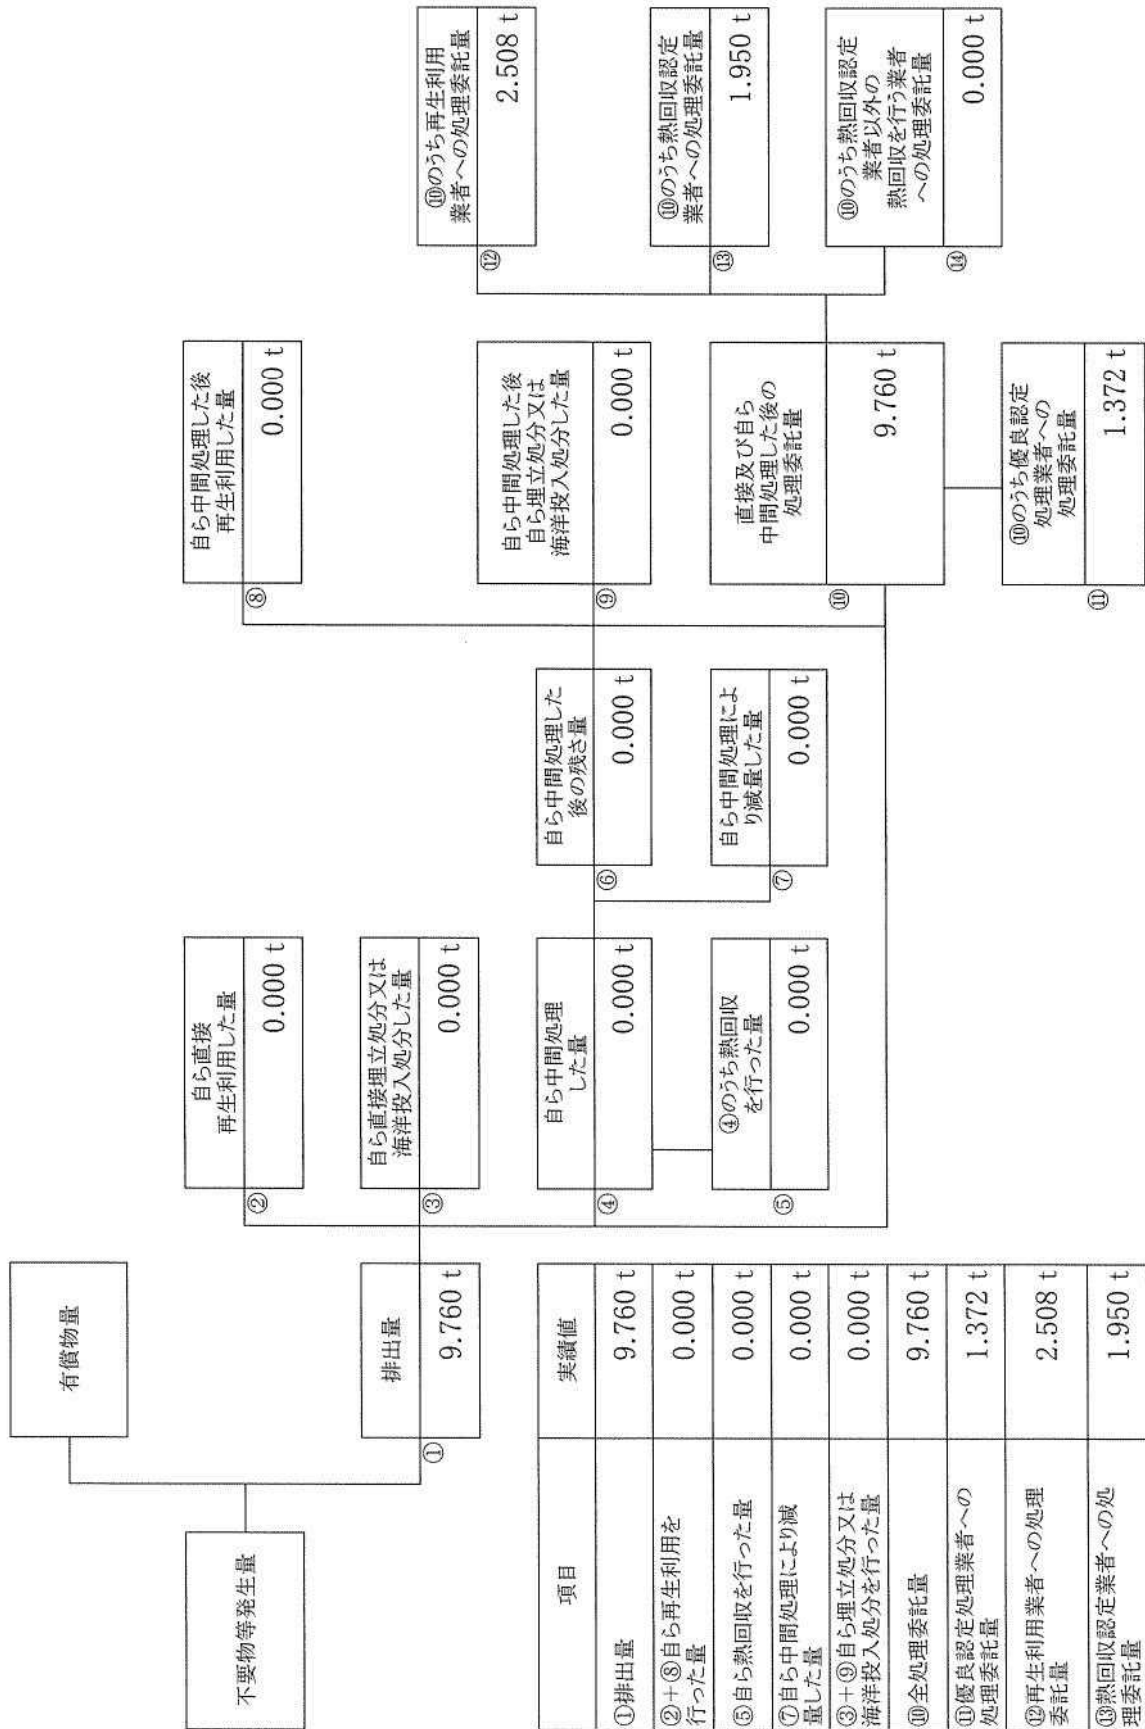 不要物等発生量
有償物量
①
排出量
9.760 t
②
自ら直接
再生利用した量
0.000 t
③
自ら直接埋立処分又は
海洋投入処分した量
0.000 t
④
自ら中間処理
した量
0.000 t
⑤
④のうち熱回収
を行った量
0.000 t
⑥
自ら中間処理した
後の残さ量
0.000 t
⑦
自ら中間処理によ
り減量した量
0.000 t
⑧
自ら中間処理した後
再生利用した量
0.000 t
⑨
自ら中間処理した後
自ら埋立処分又は
海洋投入処分した量
0.000 t
⑩
直接及び自ら
中間処理した後の
処理委託量
9.760 t
⑪
⑩のうち優良認定
処理業者への
処理委託量
1.372 t
⑫
⑩のうち再生利用
業者への処理委託量
2.508 t
⑬
⑩のうち熱回収認定
業者への処理委託量
1.950 t
⑭
⑩のうち熱回収認定
業者以外の
熱回収を行う業者
への処理委託量
0.000 t
項目 実績値
①排出量 9.760 t
②+⑧自ら再生利用を
行った量 0.000 t
⑤自ら熱回収を行った量 0.000 t
⑦自ら中間処理により減
量した量 0.000 t
③+⑨自ら埋立処分又は
海洋投入処分を行った量 0.000 t
⑩全処理委託量 9.760 t
⑪優良認定処理業者への
処理委託量 1.372 t
⑫再生利用業者への処理
委託量 2.508 t
⑬熱回収認定業者への処
理委託量 1.950 t